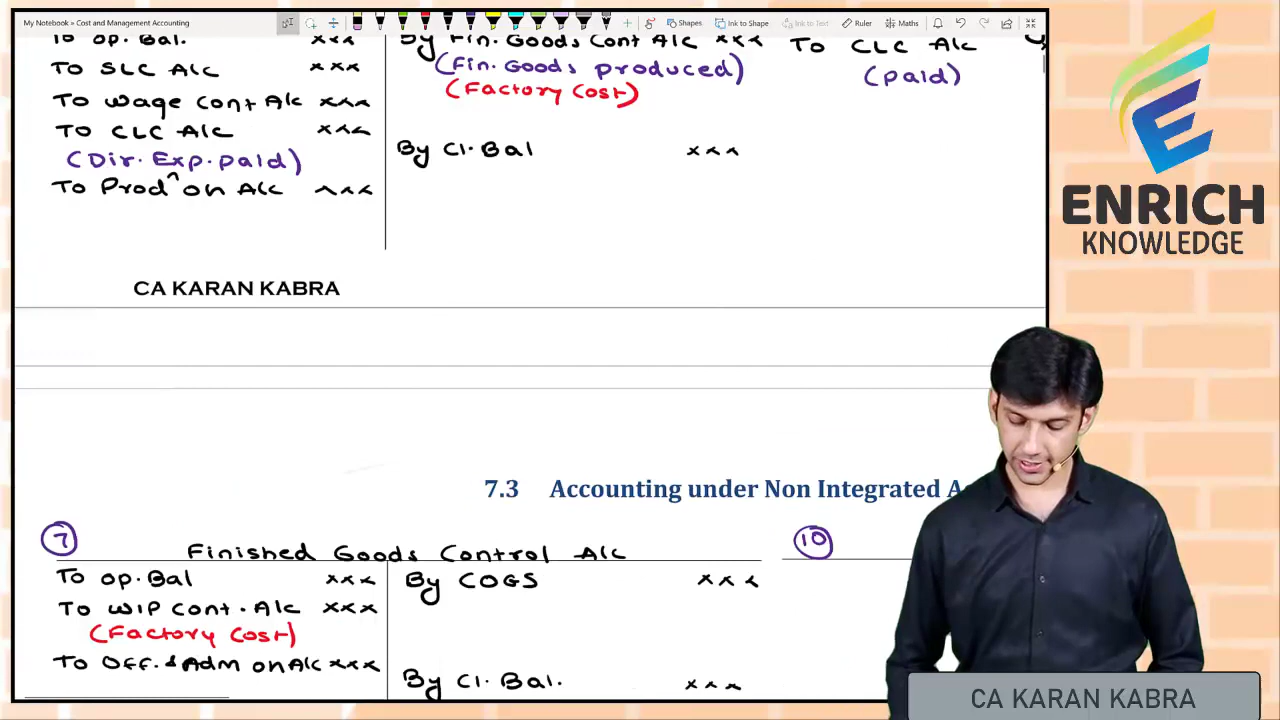 My Notebook » Cost and Management Accounting
Shapes
Ink to Shape
Ink to Text
Ruler
Maths
To Op. Bal. xxx
To SLC A/c xxx
To Wage Cont A/c xxx
To CLC A/c xxx
(Dir. Exp. paid)
To Prod^n OH A/c xxx
By Fin. Goods Cont A/c xxx
(Fin. Goods produced)
(Factory Cost)
By Cl. Bal xxx
To CLC A/c
(paid)
CA KARAN KABRA
7.3 Accounting under Non Integrated A
7
Finished Goods Control A/c
To Op. Bal xxx
To WIP Cont. A/c xxx
(Factory Cost)
To Off. & Adm OH A/c xxx
By COGS xxx
By Cl. Bal. xxx
10
ENRICH
KNOWLEDGE
CA KARAN KABRA